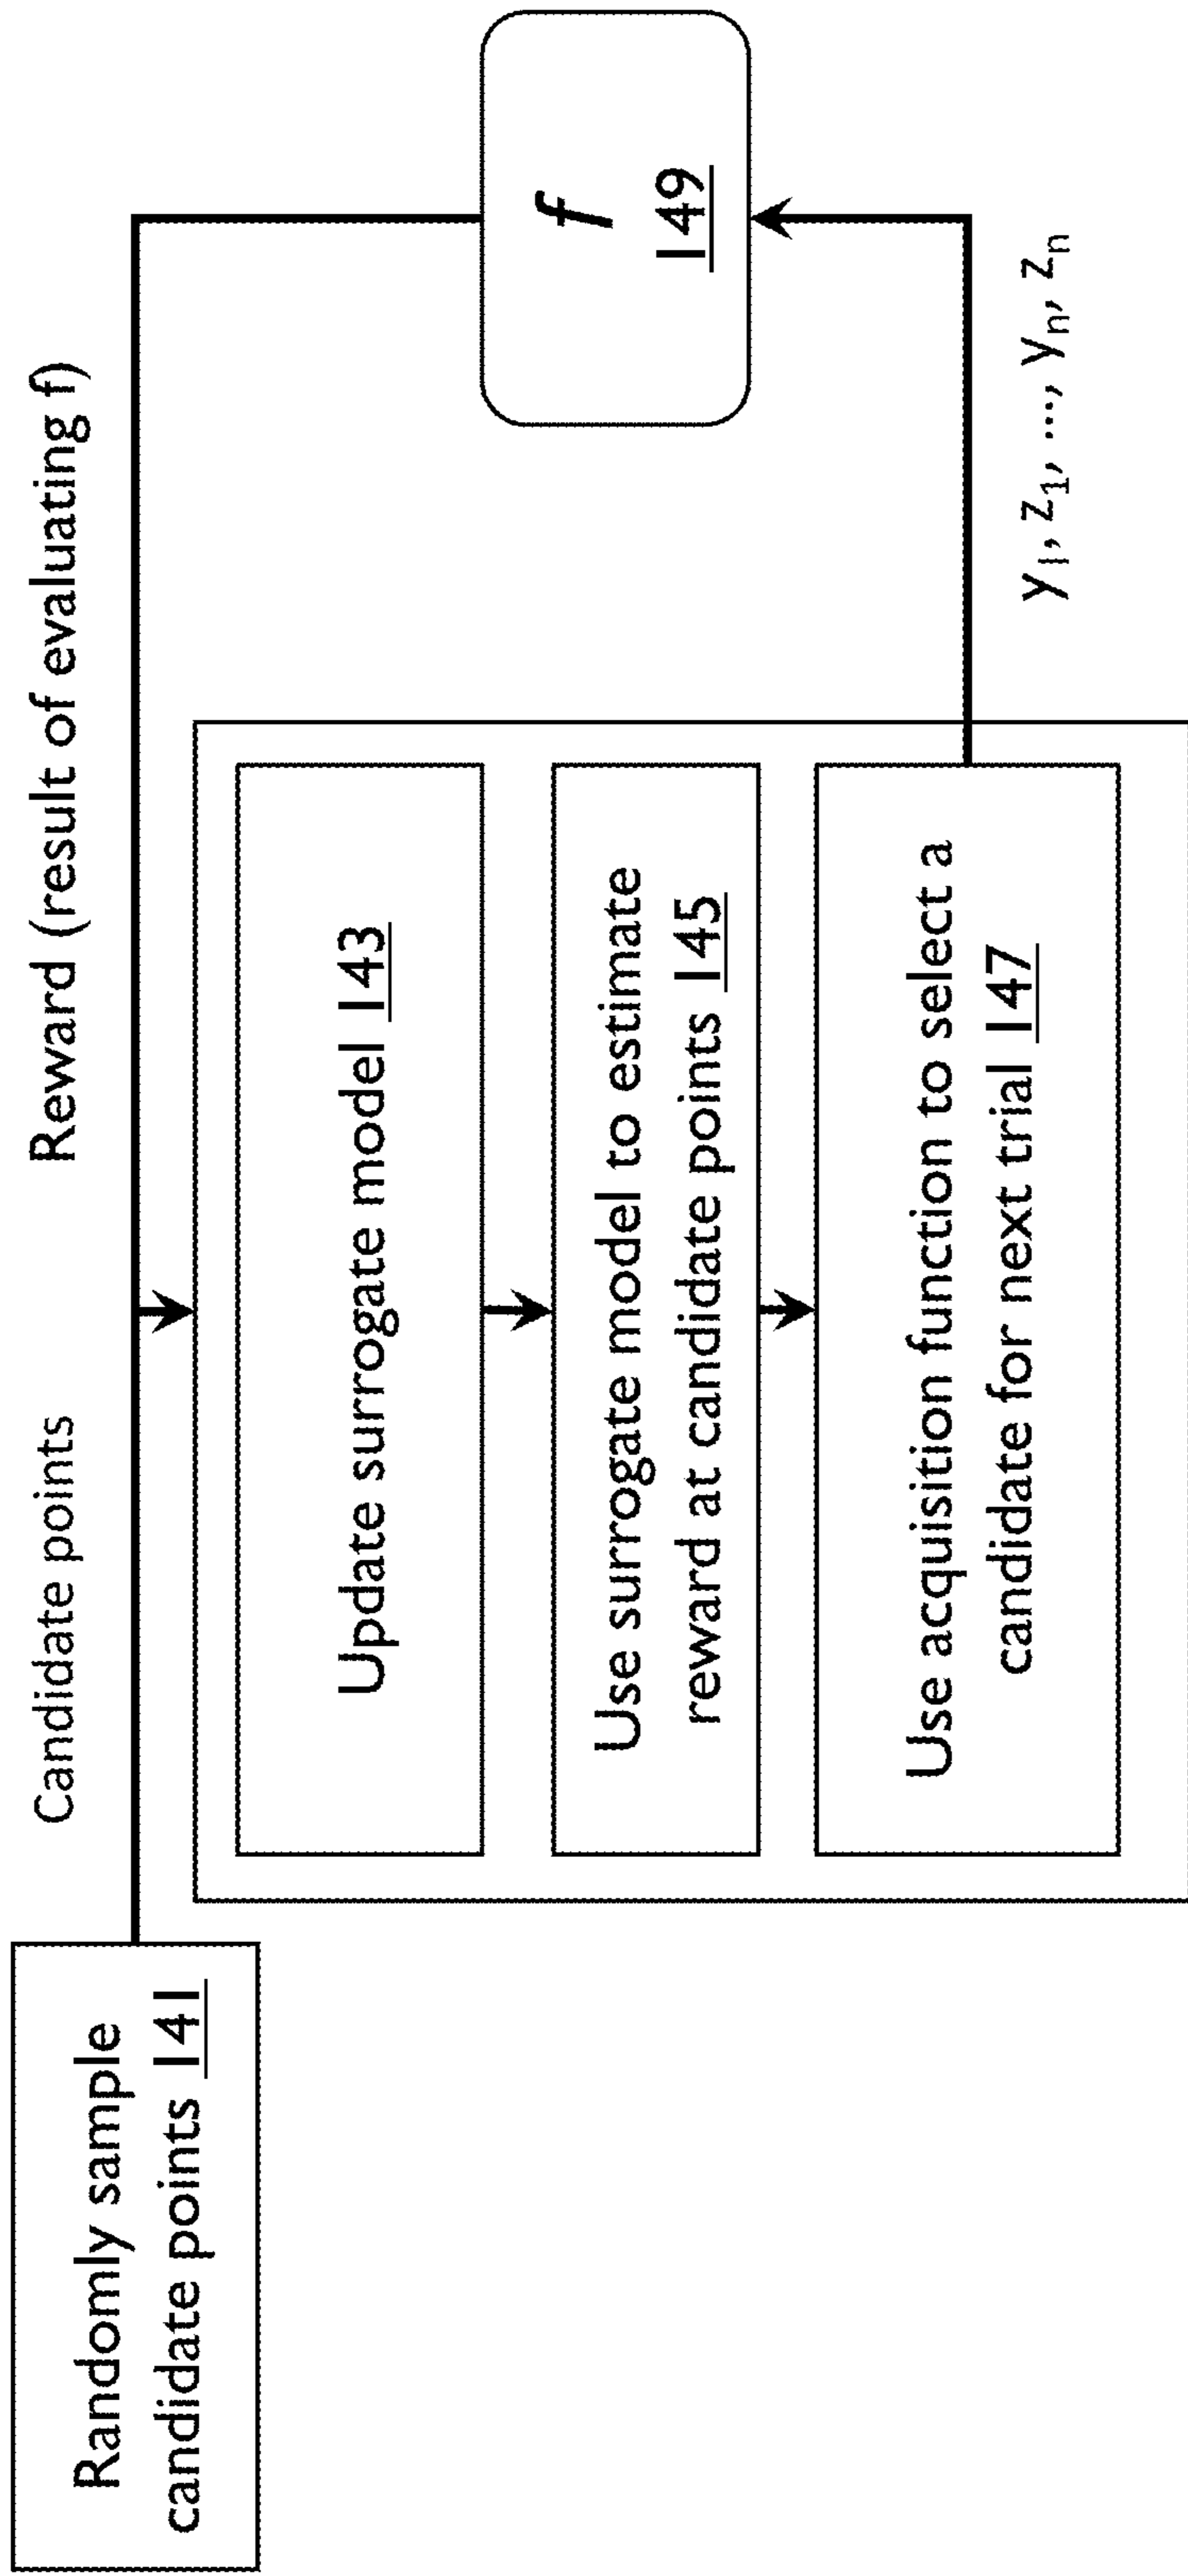 Randomly sample
candidate points 141
Candidate points
Reward (result of evaluating f)
Update surrogate model 143
Use surrogate model to estimate
reward at candidate points 145
Use acquisition function to select a
candidate for next trial 147
f
149
y₁, z₁, ..., yₙ, zₙ